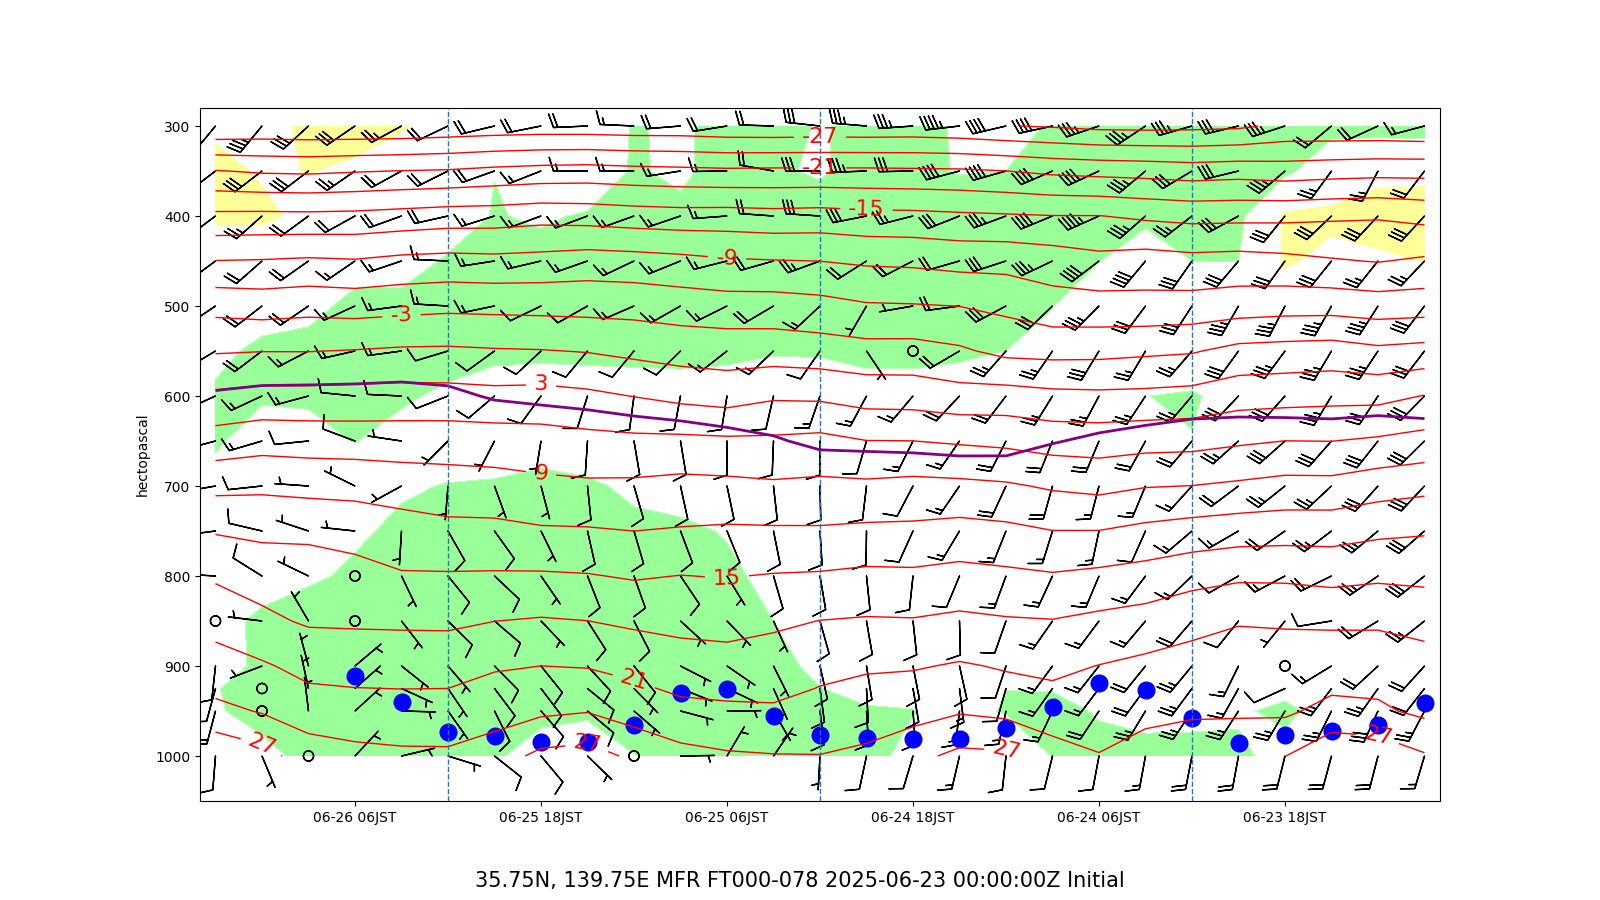 300
400
500
600
700
800
900
1000
hectopascal
-27
-21
-15
-9
-3
3
9
15
21
27
27
27
27
06-26 06JST
06-25 18JST
06-25 06JST
06-24 18JST
06-24 06JST
06-23 18JST
35.75N, 139.75E MFR FT000-078 2025-06-23 00:00:00Z Initial